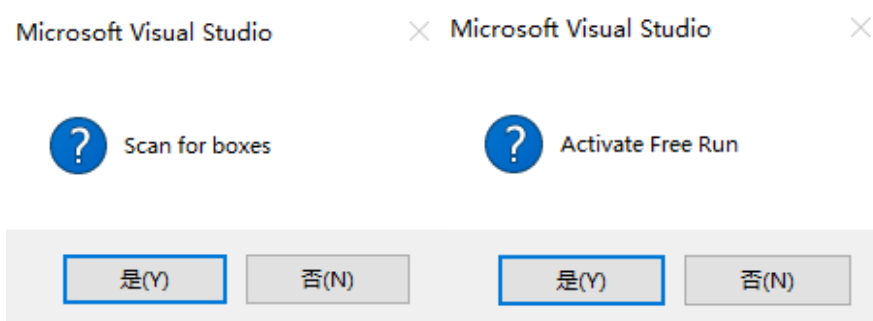 Microsoft Visual Studio
Scan for boxes
是(Y)
否(N)
Microsoft Visual Studio
Activate Free Run
是(Y)
否(N)